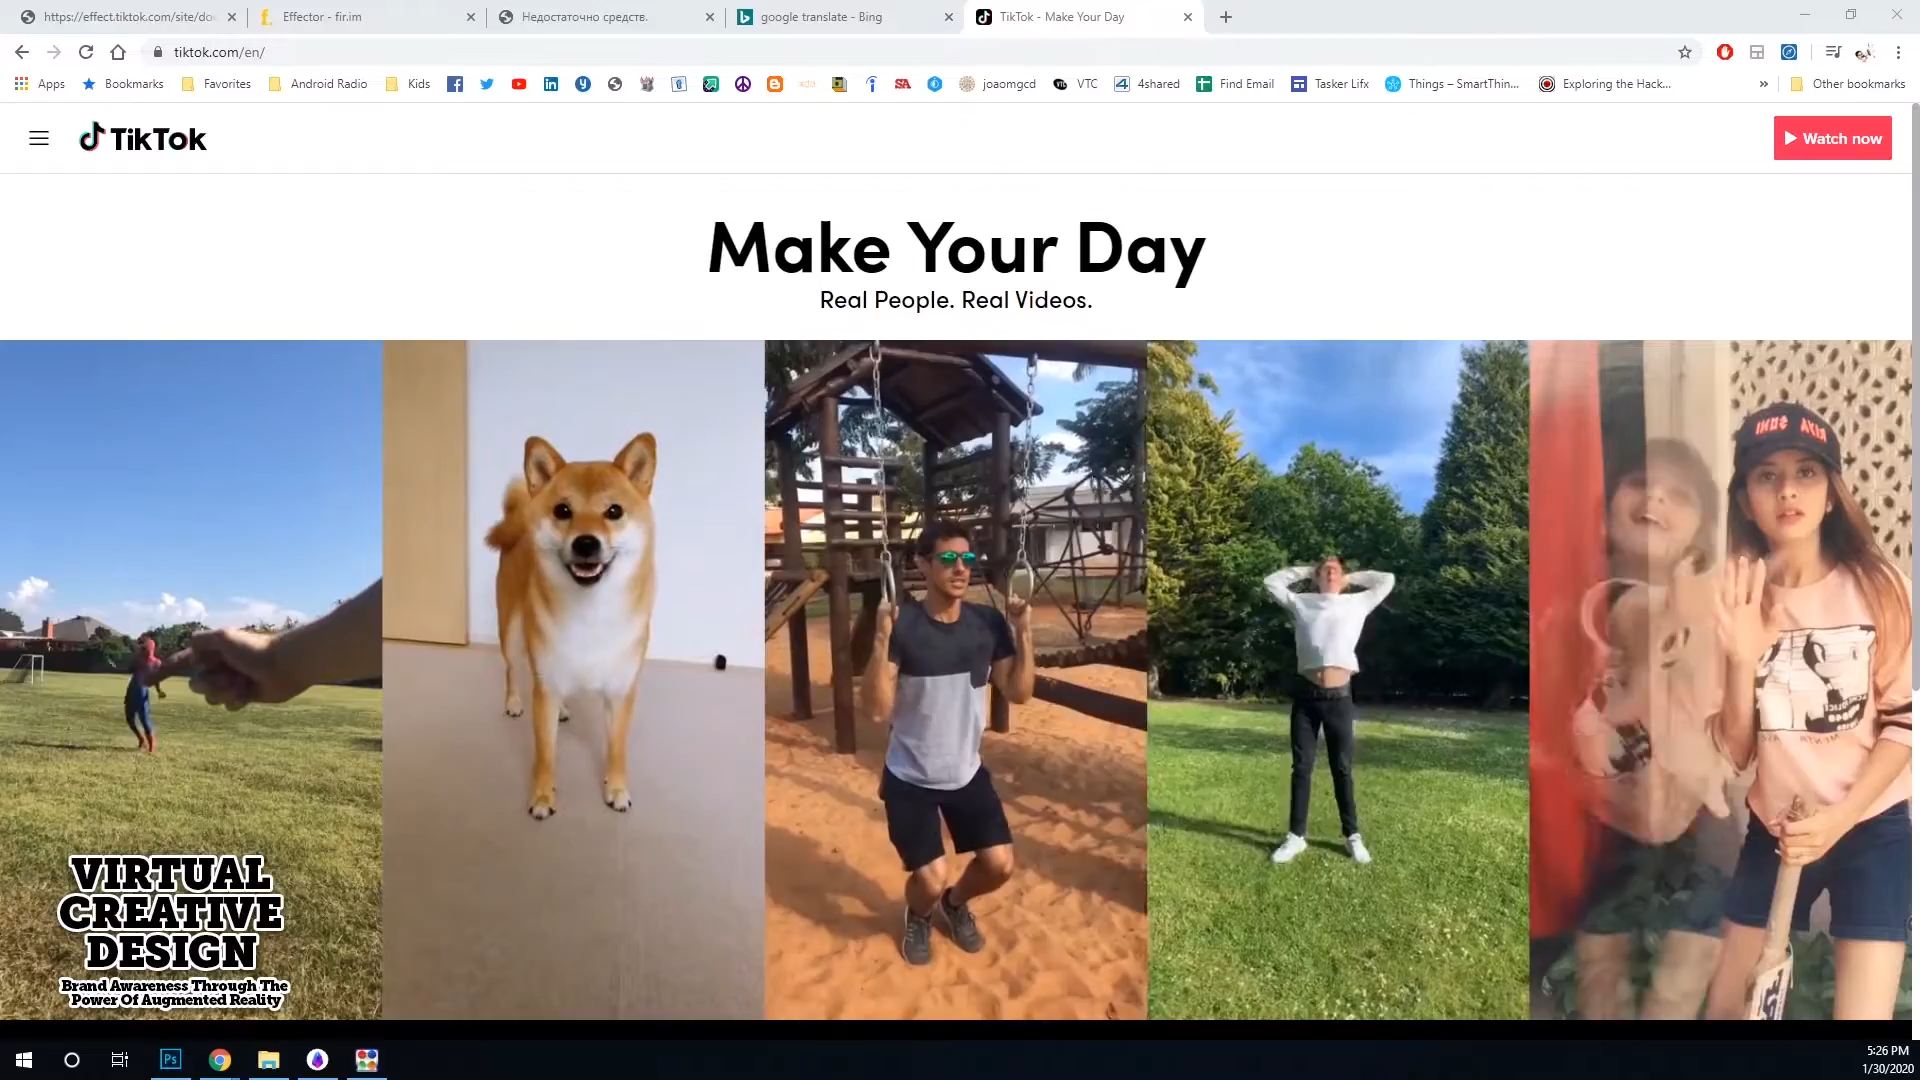 https://effect.tiktok.com/site/do
Effector - fir.im
Недостаточно средств.
google translate - Bing
TikTok - Make Your Day
tiktok.com/en/
Apps
Bookmarks
Favorites
Android Radio
Kids
joaomgcd
VTC
4shared
Find Email
Tasker Lifx
Things – SmartThin...
Exploring the Hack...
»
Other bookmarks
TikTok
Watch now
Make Your Day
Real People. Real Videos.
VIRTUAL
CREATIVE
DESIGN
Brand Awareness Through The
Power Of Augmented Reality
Ps
5:26 PM
1/30/2020